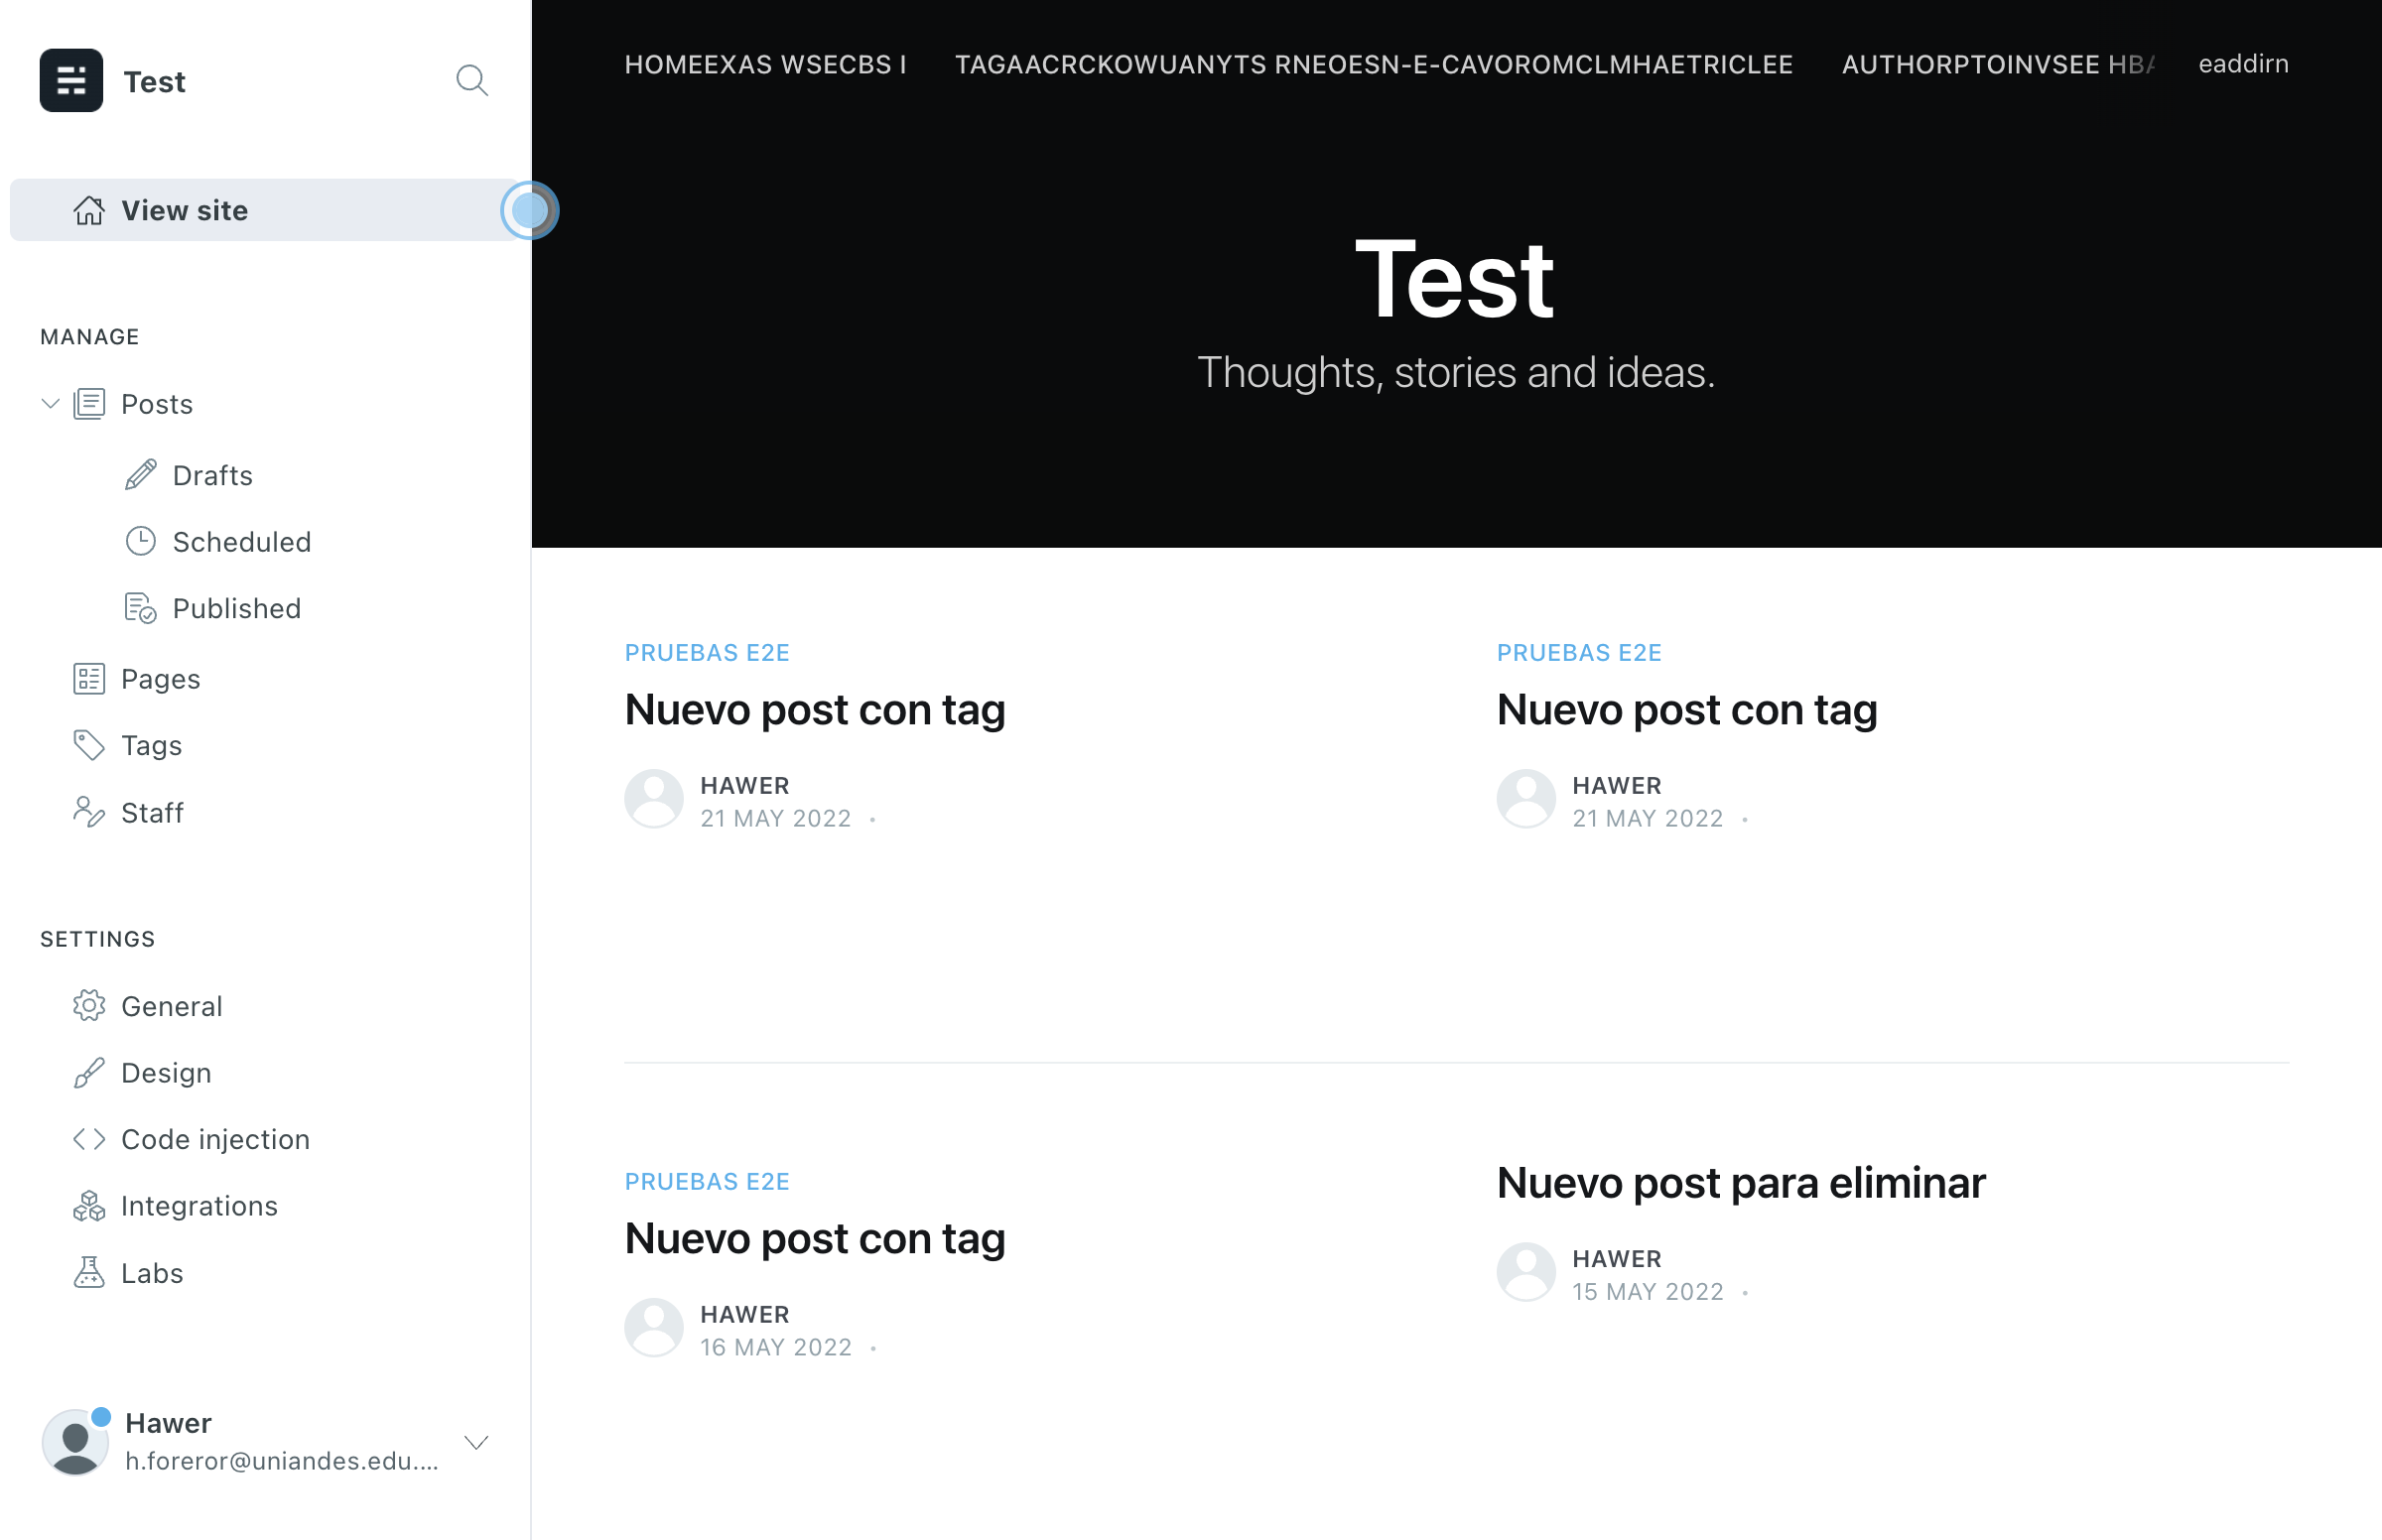 Test
View site
MANAGE
Posts
Drafts
Scheduled
Published
Pages
Tags
Staff
SETTINGS
General
Design
Code injection
Integrations
Labs
Hawer
h.foreror@uniandes.edu....
HOMEEXAS WSECBS I TAGAACRCKOWUANYTS RNEOESN-E-CAVOROMCLMHAETRICLEE AUTHORPTOINVSEE HBA eaddirn
Test
Thoughts, stories and ideas.
PRUEBAS E2E
Nuevo post con tag
HAWER
21 MAY 2022 •
PRUEBAS E2E
Nuevo post con tag
HAWER
21 MAY 2022 •
PRUEBAS E2E
Nuevo post con tag
HAWER
16 MAY 2022 •
Nuevo post para eliminar
HAWER
15 MAY 2022 •